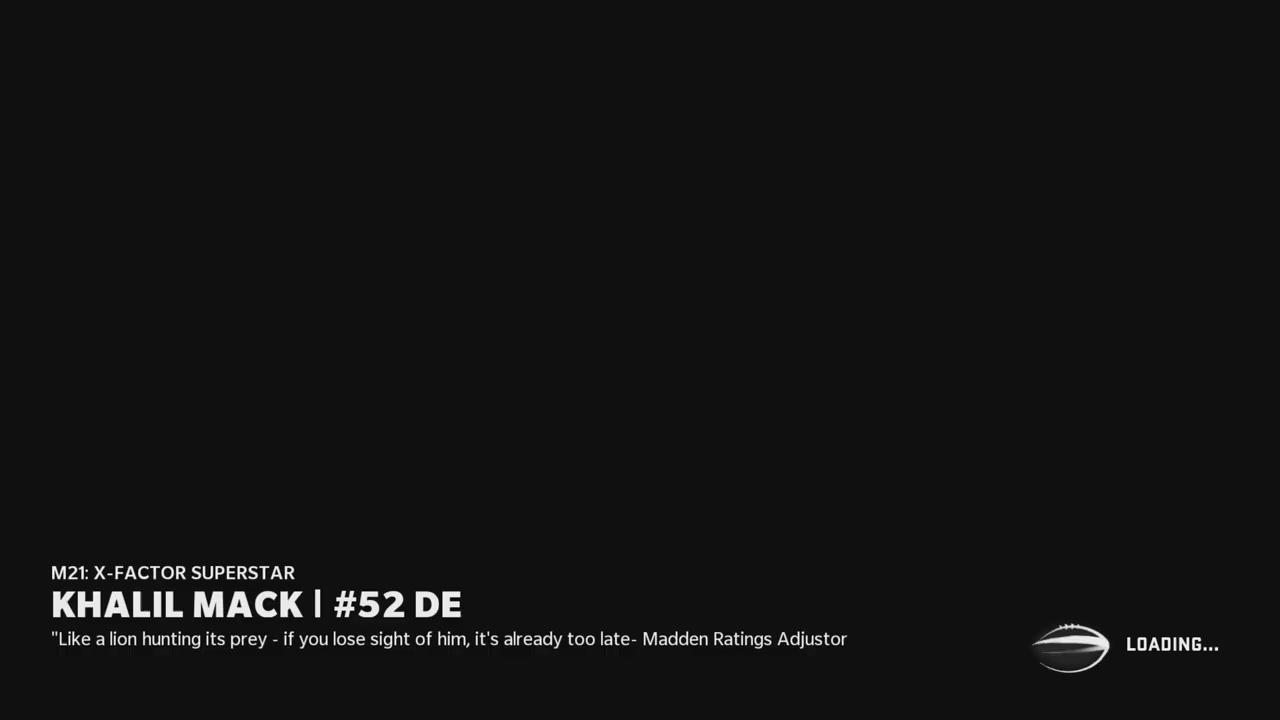 M21: X-FACTOR SUPERSTAR
KHALIL MACK | #52 DE
"Like a lion hunting its prey - if you lose sight of him, it's already too late- Madden Ratings Adjustor
LOADING...